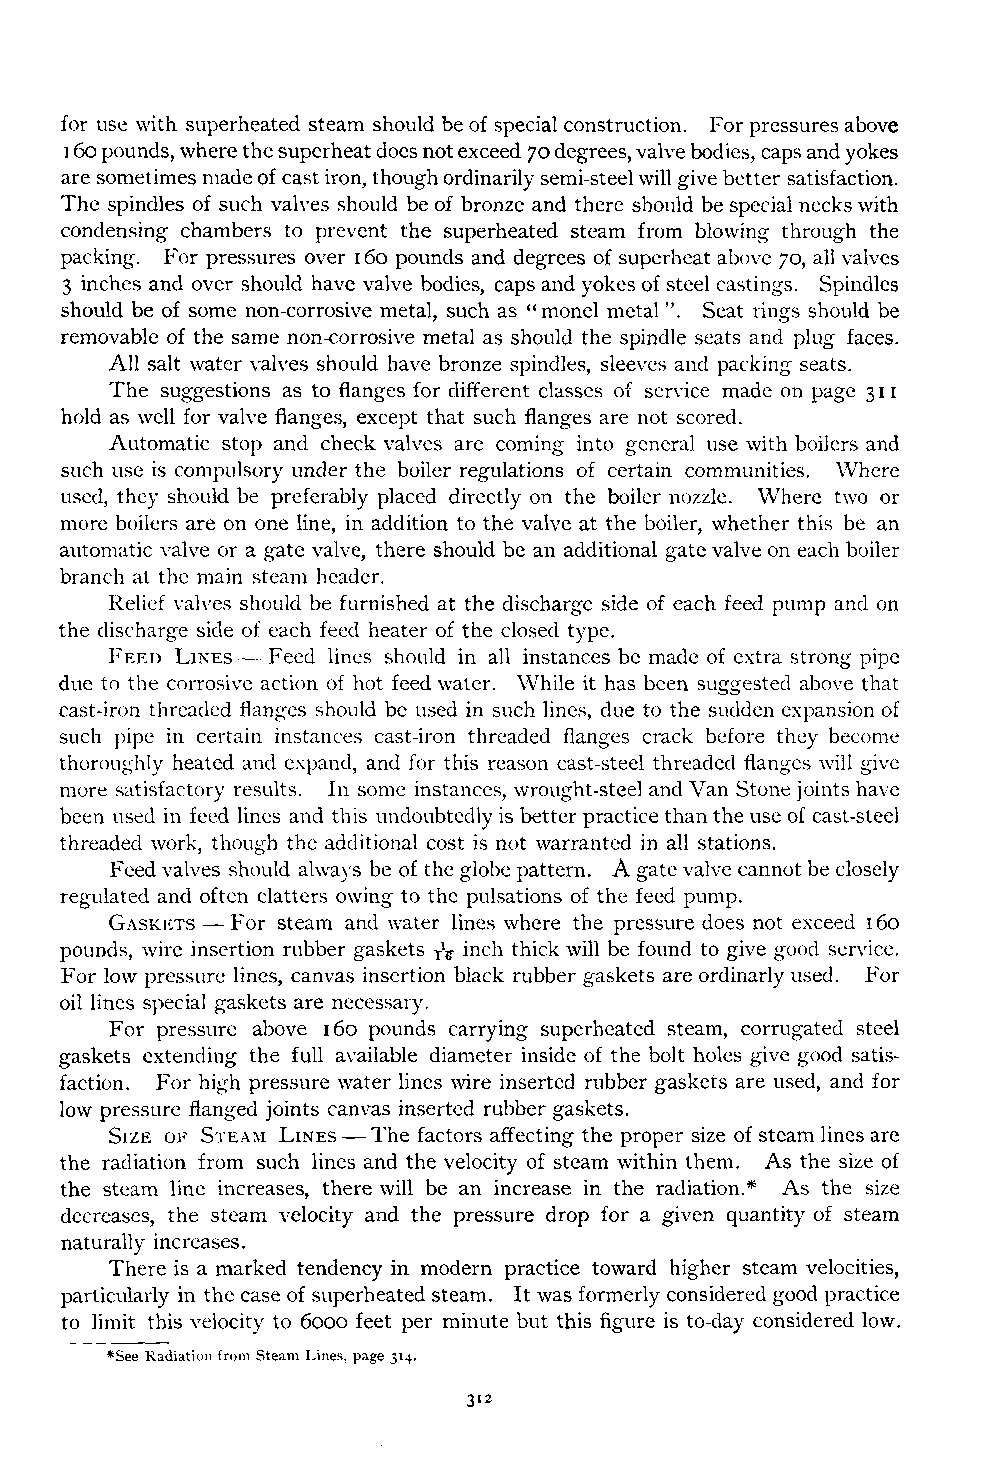 for use with superheated steam should be of special construction. For pressures above
160 pounds, where the superheat does not exceed 70 degrees, valve bodies, caps and yokes
are sometimes made of cast iron, though ordinarily semi-steel will give better satisfaction.
The spindles of such valves should be of bronze and there should be special necks with
condensing chambers to prevent the superheated steam from blowing through the
packing. For pressures over 160 pounds and degrees of superheat above 70, all valves
3 inches and over should have valve bodies, caps and yokes of steel castings. Spindles
should be of some non-corrosive metal, such as "monel metal". Seat rings should be
removable of the same non-corrosive metal as should the spindle seats and plug faces.
All salt water valves should have bronze spindles, sleeves and packing seats.
The suggestions as to flanges for different classes of service made on page 311
hold as well for valve flanges, except that such flanges are not scored.
Automatic stop and check valves are coming into general use with boilers and
such use is compulsory under the boiler regulations of certain communities. Where
used, they should be preferably placed directly on the boiler nozzle. Where two or
more boilers are on one line, in addition to the valve at the boiler, whether this be an
automatic valve or a gate valve, there should be an additional gate valve on each boiler
branch at the main steam header.
Relief valves should be furnished at the discharge side of each feed pump and on
the discharge side of each feed heater of the closed type.
FEED LINES — Feed lines should in all instances be made of extra strong pipe
due to the corrosive action of hot feed water. While it has been suggested above that
cast-iron threaded flanges should be used in such lines, due to the sudden expansion of
such pipe in certain instances cast-iron threaded flanges crack before they become
thoroughly heated and expand, and for this reason cast-steel threaded flanges will give
more satisfactory results. In some instances, wrought-steel and Van Stone joints have
been used in feed lines and this undoubtedly is better practice than the use of cast-steel
threaded work, though the additional cost is not warranted in all stations.
Feed valves should always be of the globe pattern. A gate valve cannot be closely
regulated and often clatters owing to the pulsations of the feed pump.
GASKETS — For steam and water lines where the pressure does not exceed 160
pounds, wire insertion rubber gaskets 1/16 inch thick will be found to give good service.
For low pressure lines, canvas insertion black rubber gaskets are ordinarly used. For
oil lines special gaskets are necessary.
For pressure above 160 pounds carrying superheated steam, corrugated steel
gaskets extending the full available diameter inside of the bolt holes give good satis-
faction. For high pressure water lines wire inserted rubber gaskets are used, and for
low pressure flanged joints canvas inserted rubber gaskets.
SIZE OF STEAM LINES — The factors affecting the proper size of steam lines are
the radiation from such lines and the velocity of steam within them. As the size of
the steam line increases, there will be an increase in the radiation.* As the size
decreases, the steam velocity and the pressure drop for a given quantity of steam
naturally increases.
There is a marked tendency in modern practice toward higher steam velocities,
particularly in the case of superheated steam. It was formerly considered good practice
to limit this velocity to 6000 feet per minute but this figure is to-day considered low.
*See Radiation from Steam Lines, page 314.
312